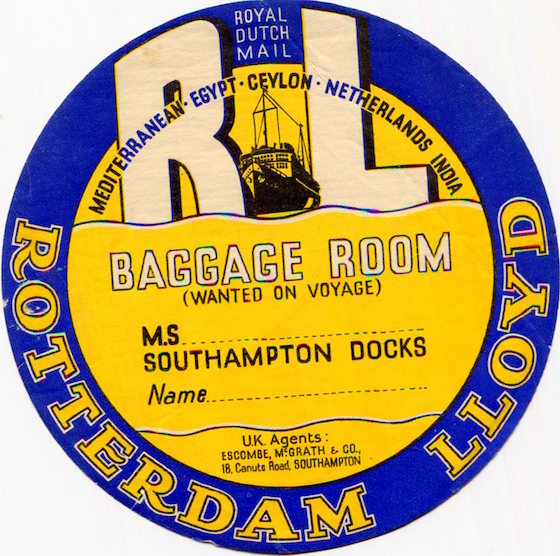 ROYAL
DUTCH
MAIL
RL
MEDITERRANEAN · EGYPT · CEYLON · NETHERLANDS INDIA
BAGGAGE ROOM
(WANTED ON VOYAGE)
M.S.
SOUTHAMPTON DOCKS
Name
U.K. Agents:
ESCOMBE, McGRATH & CO.,
18, Canute Road, SOUTHAMPTON
ROTTERDAM LLOYD